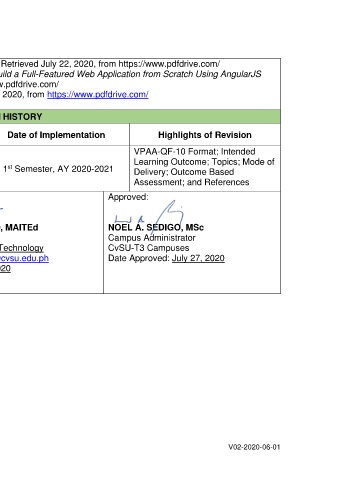 Retrieved July 22, 2020, from https://www.pdfdrive.com/
uild a Full-Featured Web Application from Scratch Using AngularJS
w.pdfdrive.com/
2020, from https://www.pdfdrive.com/
HISTORY
Date of Implementation
Highlights of Revision
1st Semester, AY 2020-2021
VPAA-QF-10 Format; Intended
Learning Outcome; Topics; Mode of
Delivery; Outcome Based
Assessment; and References
, MAITEd
Technology
@cvsu.edu.ph
020
Approved:
NOEL A. SEDIGO, MSc
Campus Administrator
CvSU-T3 Campuses
Date Approved: July 27, 2020
V02-2020-06-01